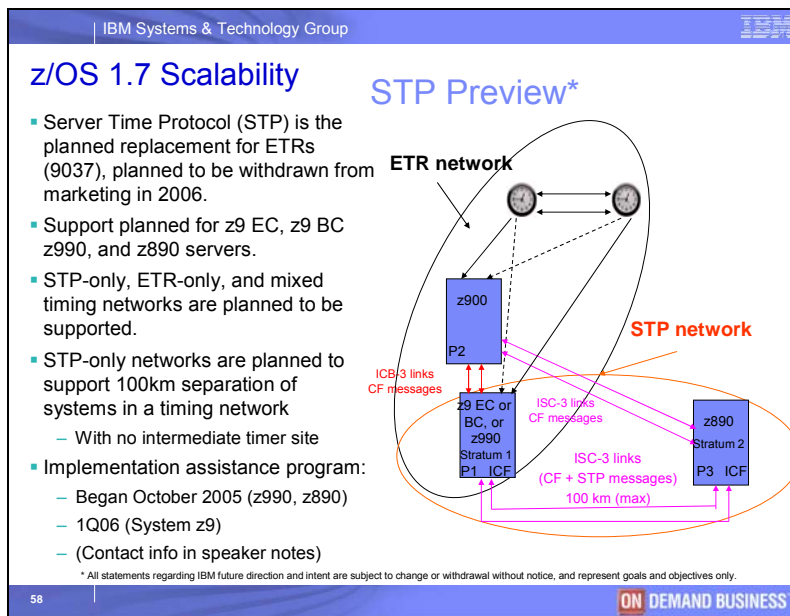 IBM Systems & Technology Group
IBM
z/OS 1.7 Scalability
STP Preview*
▪ Server Time Protocol (STP) is the
planned replacement for ETRs
(9037), planned to be withdrawn from
marketing in 2006.
▪ Support planned for z9 EC, z9 BC
z990, and z890 servers.
▪ STP-only, ETR-only, and mixed
timing networks are planned to be
supported.
▪ STP-only networks are planned to
support 100km separation of
systems in a timing network
– With no intermediate timer site
▪ Implementation assistance program:
– Began October 2005 (z990, z890)
– 1Q06 (System z9)
– (Contact info in speaker notes)
ETR network
z900
P2
STP network
ICB-3 links
CF messages
ISC-3 links
CF messages
z9 EC or
BC, or
z990
Stratum 1
P1 ICF
z890
Stratum 2
P3 ICF
ISC-3 links
(CF + STP messages)
100 km (max)
* All statements regarding IBM future direction and intent are subject to change or withdrawal without notice, and represent goals and objectives only.
58
ON DEMAND BUSINESS